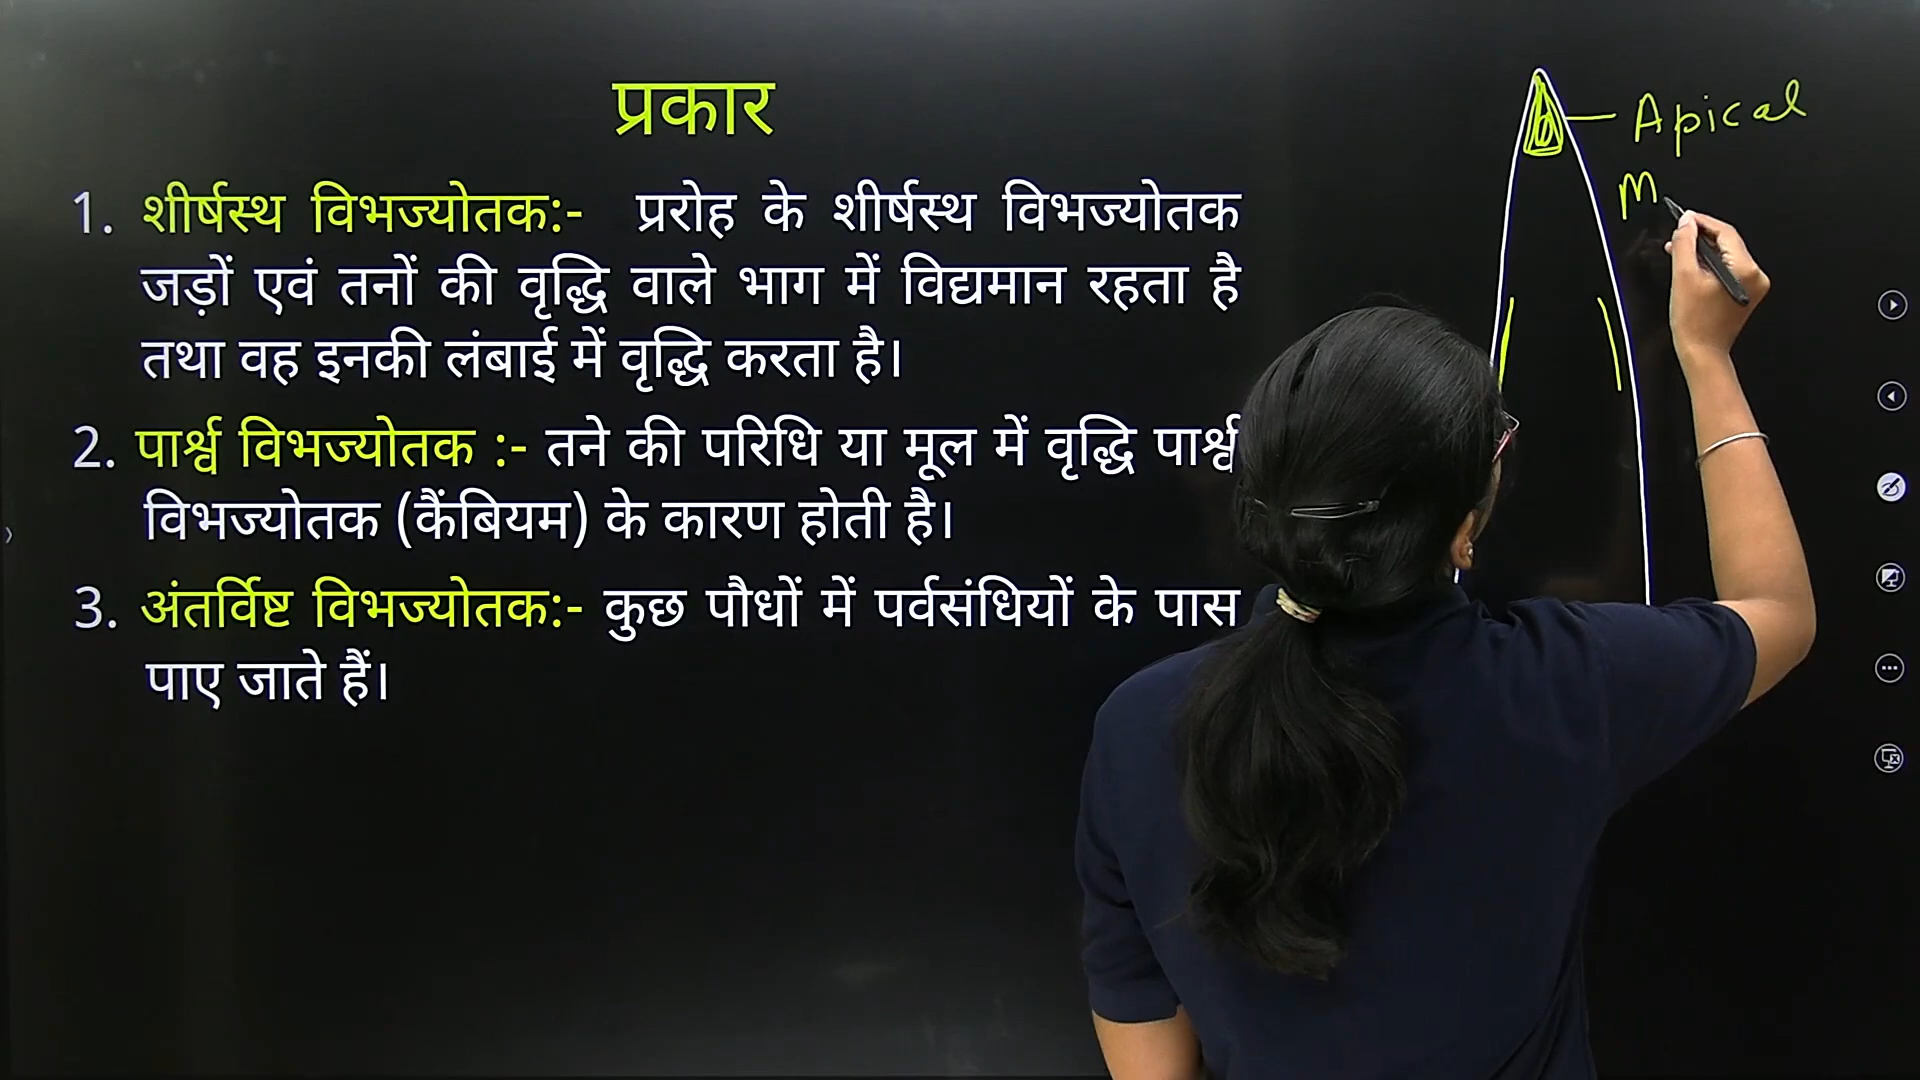 प्रकार
1. शीर्षस्थ विभज्योतक:- प्ररोह के शीर्षस्थ विभज्योतक
जड़ों एवं तनों की वृद्धि वाले भाग में विद्यमान रहता है
तथा वह इनकी लंबाई में वृद्धि करता है।
2. पार्श्व विभज्योतक :- तने की परिधि या मूल में वृद्धि पार्श्व
विभज्योतक (कैंबियम) के कारण होती है।
3. अंतर्विष्ट विभज्योतक:- कुछ पौधों में पर्वसंधियों के पास
पाए जाते हैं।
Apical
M